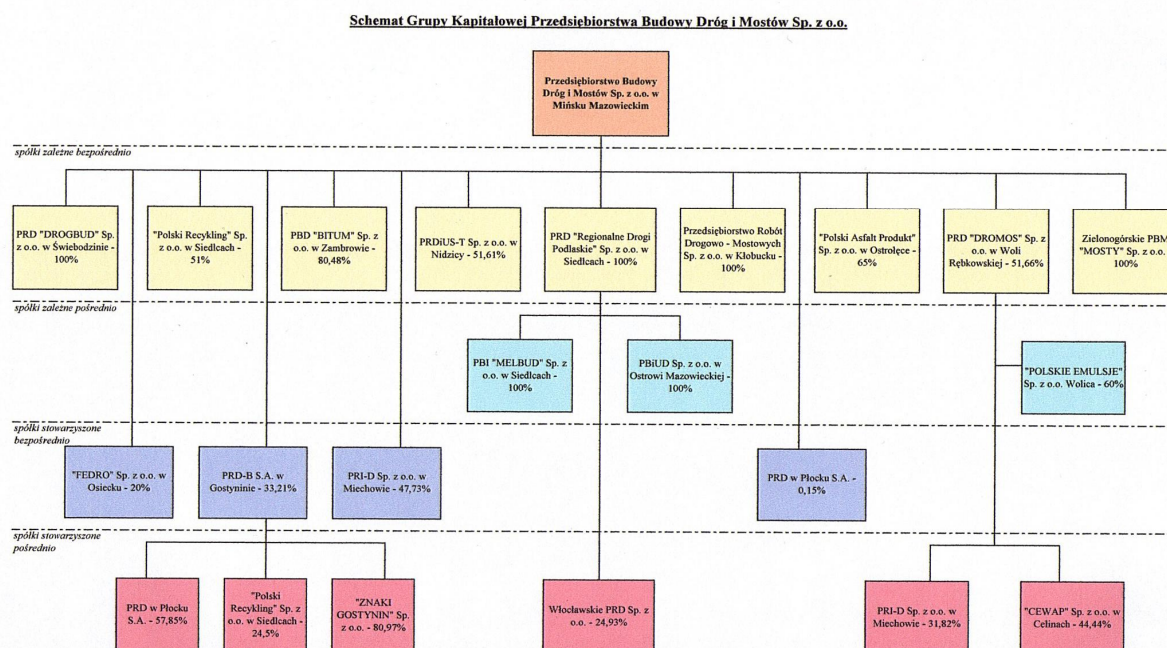 Schemat Grupy Kapitałowej Przedsiębiorstwa Budowy Dróg i Mostów Sp. z o.o.
Przedsiębiorstwo Budowy
Dróg i Mostów Sp. z o.o. w
Mińsku Mazowieckim
spółki zależne bezpośrednio
PRD "DROGBUD" Sp.
z o.o. w Świebodzinie -
100%
"Polski Recykling" Sp.
z o.o. w Siedlcach -
51%
PBD "BITUM" Sp. z
o.o. w Zambrowie -
80,48%
PRDiUS-T Sp. z o.o. w
Nidzicy - 51,61%
PRD "Regionalne Drogi
Podlaskie" Sp. z o.o. w
Siedlcach - 100%
Przedsiębiorstwo Robót
Drogowo - Mostowych
Sp. z o.o. w Kłobucku -
100%
"Polski Asfalt Produkt"
Sp. z o.o. w Ostrołęce -
65%
PRD "DROMOS" Sp. z
o.o. w Woli
Rębkowskiej - 51,66%
Zielonogórskie PBM
"MOSTY" Sp. z o.o.
100%
spółki zależne pośrednio
PBI "MELBUD" Sp. z
o.o. w Siedlcach -
100%
PBiUD Sp. z o.o. w
Ostrowi Mazowieckiej -
100%
"POLSKIE EMULSJE"
Sp. z o.o. Wolica - 60%
spółki stowarzyszone
bezpośrednio
"FEDRO" Sp. z o.o. w
Osiecku - 20%
PRD-B S.A. w
Gostyninie - 33,21%
PRI-D Sp. z o.o. w
Miechowie - 47,73%
PRD w Płocku S.A. -
0,15%
spółki stowarzyszone
pośrednio
PRD w Płocku
S.A. - 57,85%
"Polski
Recykling" Sp. z
o.o. w Siedlcach -
24,5%
"ZNAKI
GOSTYNIN" Sp.
z o.o. - 80,97%
Włocławskie PRD Sp. z
o.o. - 24,93%
PRI-D Sp. z o.o. w
Miechowie - 31,82%
"CEWAP" Sp. z o.o. w
Celinach - 44,44%